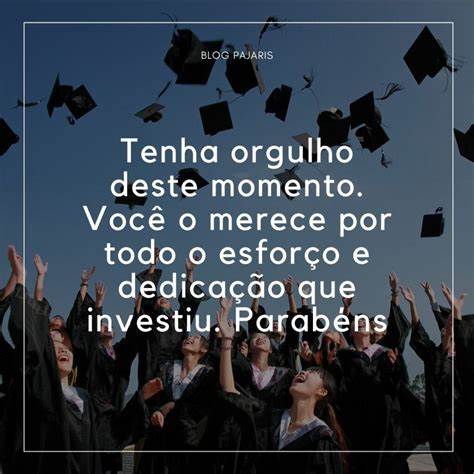 BLOG PAJARIS
Tenha orgulho
deste momento.
Você o merece por
todo o esforço e
dedicação que
investiu. Parabéns